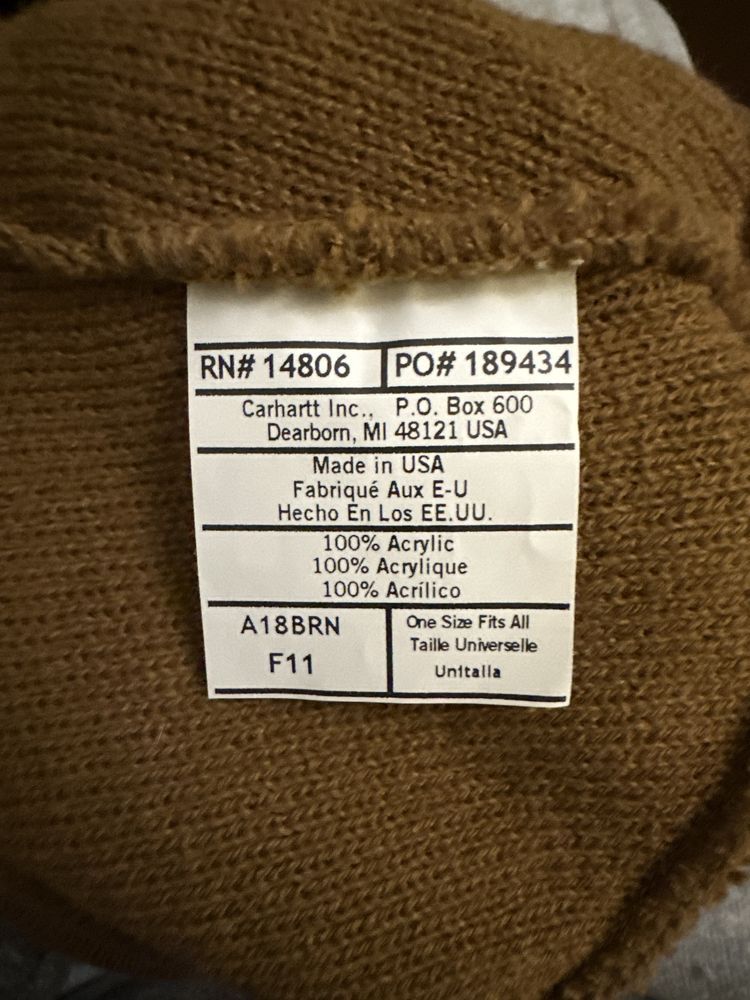 RN# 14806 PO# 189434
Carhartt Inc., P.O. Box 600
Dearborn, MI 48121 USA
Made in USA
Fabriqué Aux E-U
Hecho En Los EE.UU.
100% Acrylic
100% Acrylique
100% Acrílico
A18BRN
F11
One Size Fits All
Taille Universelle
Unitalla